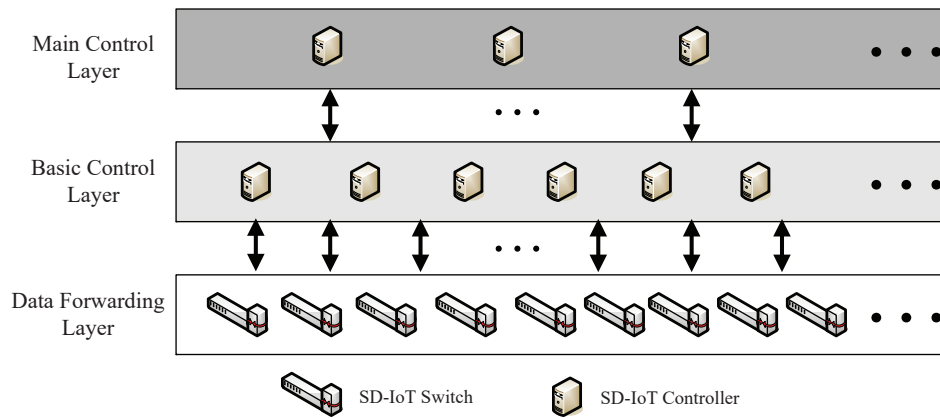 Main Control
Layer
Basic Control
Layer
Data Forwarding
Layer
SD-IoT Switch
SD-IoT Controller